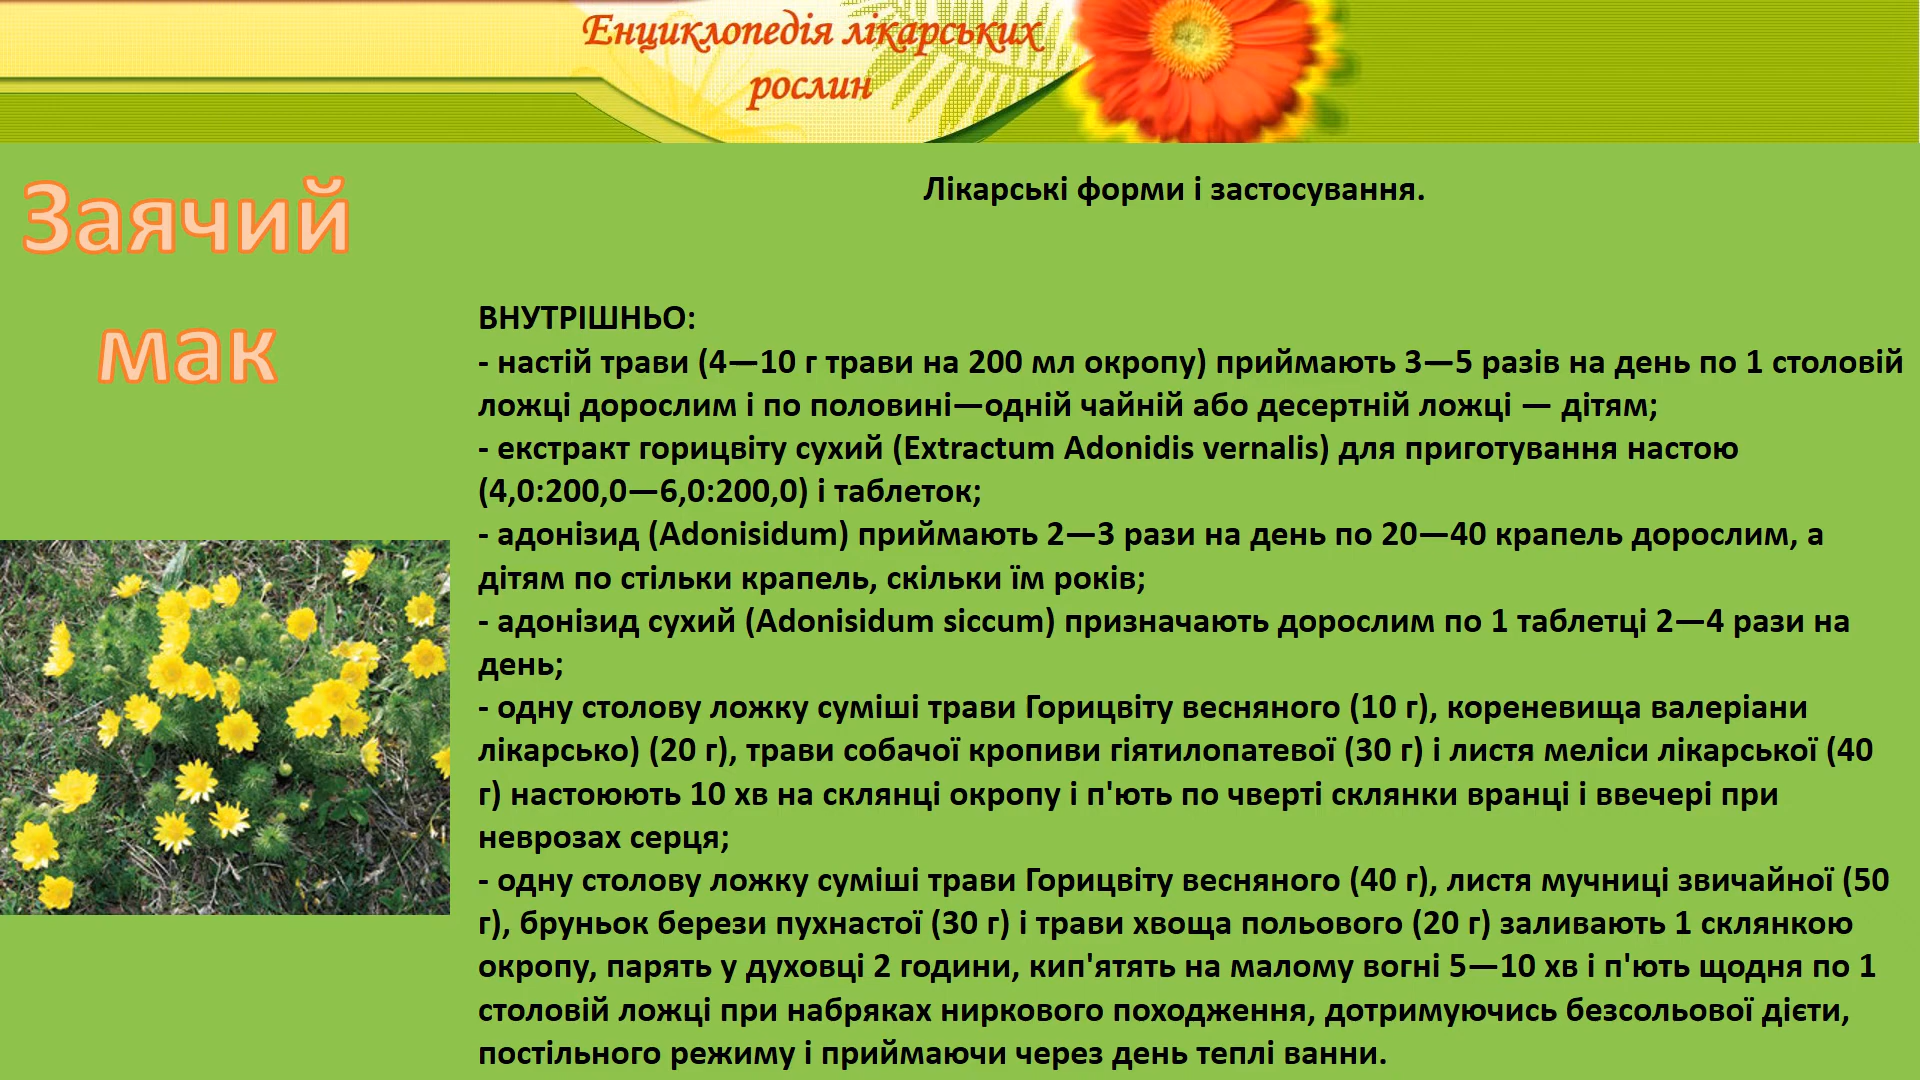 Енциклопедія лікарських
рослин
Заячий
мак
Лікарські форми і застосування.
ВНУТРІШНЬО:
- настій трави (4—10 г трави на 200 мл окропу) приймають 3—5 разів на день по 1 столовій
ложці дорослим і по половині—одній чайній або десертній ложці — дітям;
- екстракт горицвіту сухий (Extractum Adonidis vernalis) для приготування настою
(4,0:200,0—6,0:200,0) і таблеток;
- адонізид (Adonisidum) приймають 2—3 рази на день по 20—40 крапель дорослим, а
дітям по стільки крапель, скільки їм років;
- адонізид сухий (Adonisidum siccum) призначають дорослим по 1 таблетці 2—4 рази на
день;
- одну столову ложку суміші трави Горицвіту весняного (10 г), кореневища валеріани
лікарсько) (20 г), трави собачої кропиви гіятилопатевої (30 г) і листя меліси лікарської (40
г) настоюють 10 хв на склянці окропу і п'ють по чверті склянки вранці і ввечері при
неврозах серця;
- одну столову ложку суміші трави Горицвіту весняного (40 г), листя мучниці звичайної (50
г), бруньок берези пухнастої (30 г) і трави хвоща польового (20 г) заливають 1 склянкою
окропу, парять у духовці 2 години, кип'ятять на малому вогні 5—10 хв і п'ють щодня по 1
столовій ложці при набряках ниркового походження, дотримуючись безсольової дієти,
постільного режиму і приймаючи через день теплі ванни.